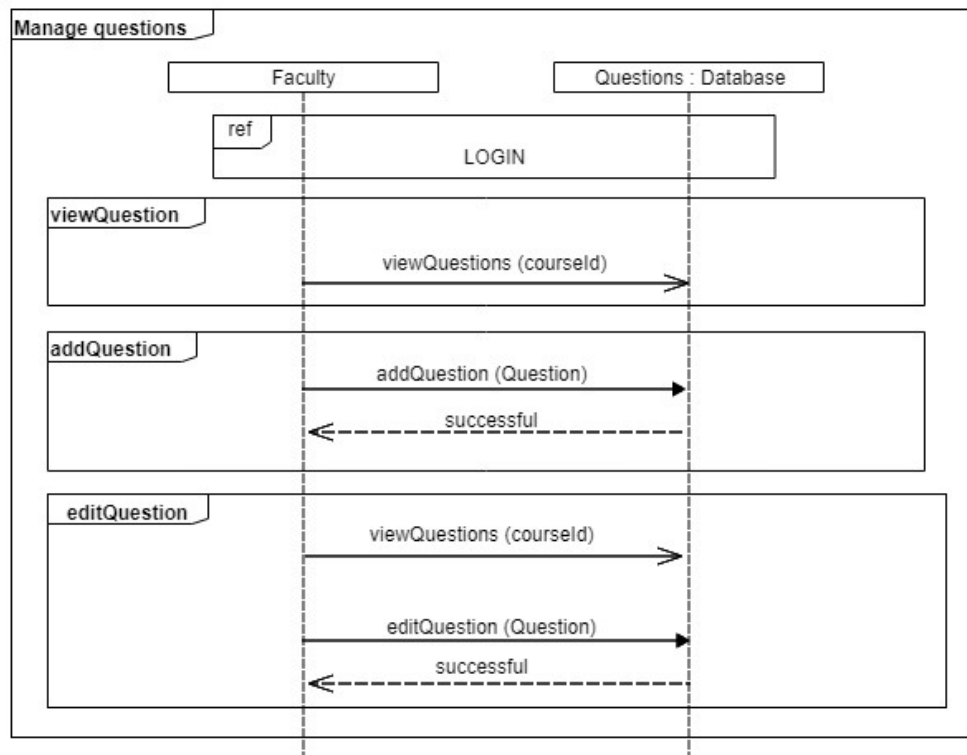 Manage questions
Faculty
Questions : Database
ref
LOGIN
viewQuestion
viewQuestions (courseId)
addQuestion
addQuestion (Question)
successful
editQuestion
viewQuestions (courseId)
editQuestion (Question)
successful